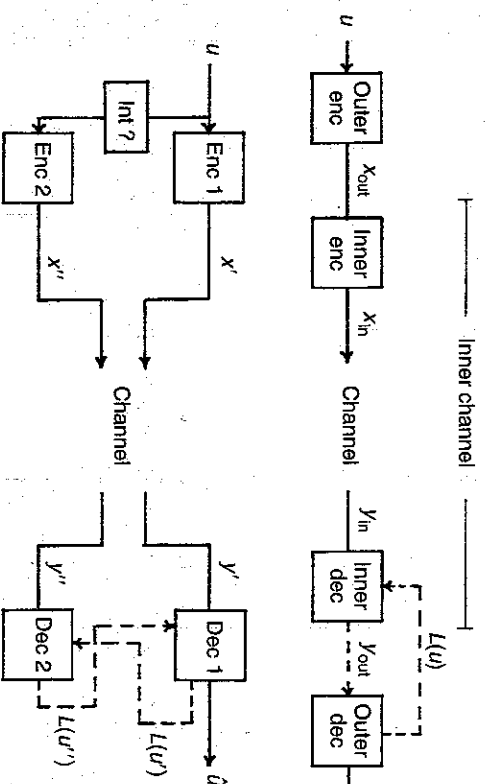 Inner channel
L(u)
u
Outer
enc
x_out
Inner
enc
x_in
Channel
y_in
Inner
dec
y_out
Outer
dec
u
Enc 1
x′
y′
Dec 1
û
Int ?
Channel
L(u′)
Enc 2
x″
y″
Dec 2
L(u″)